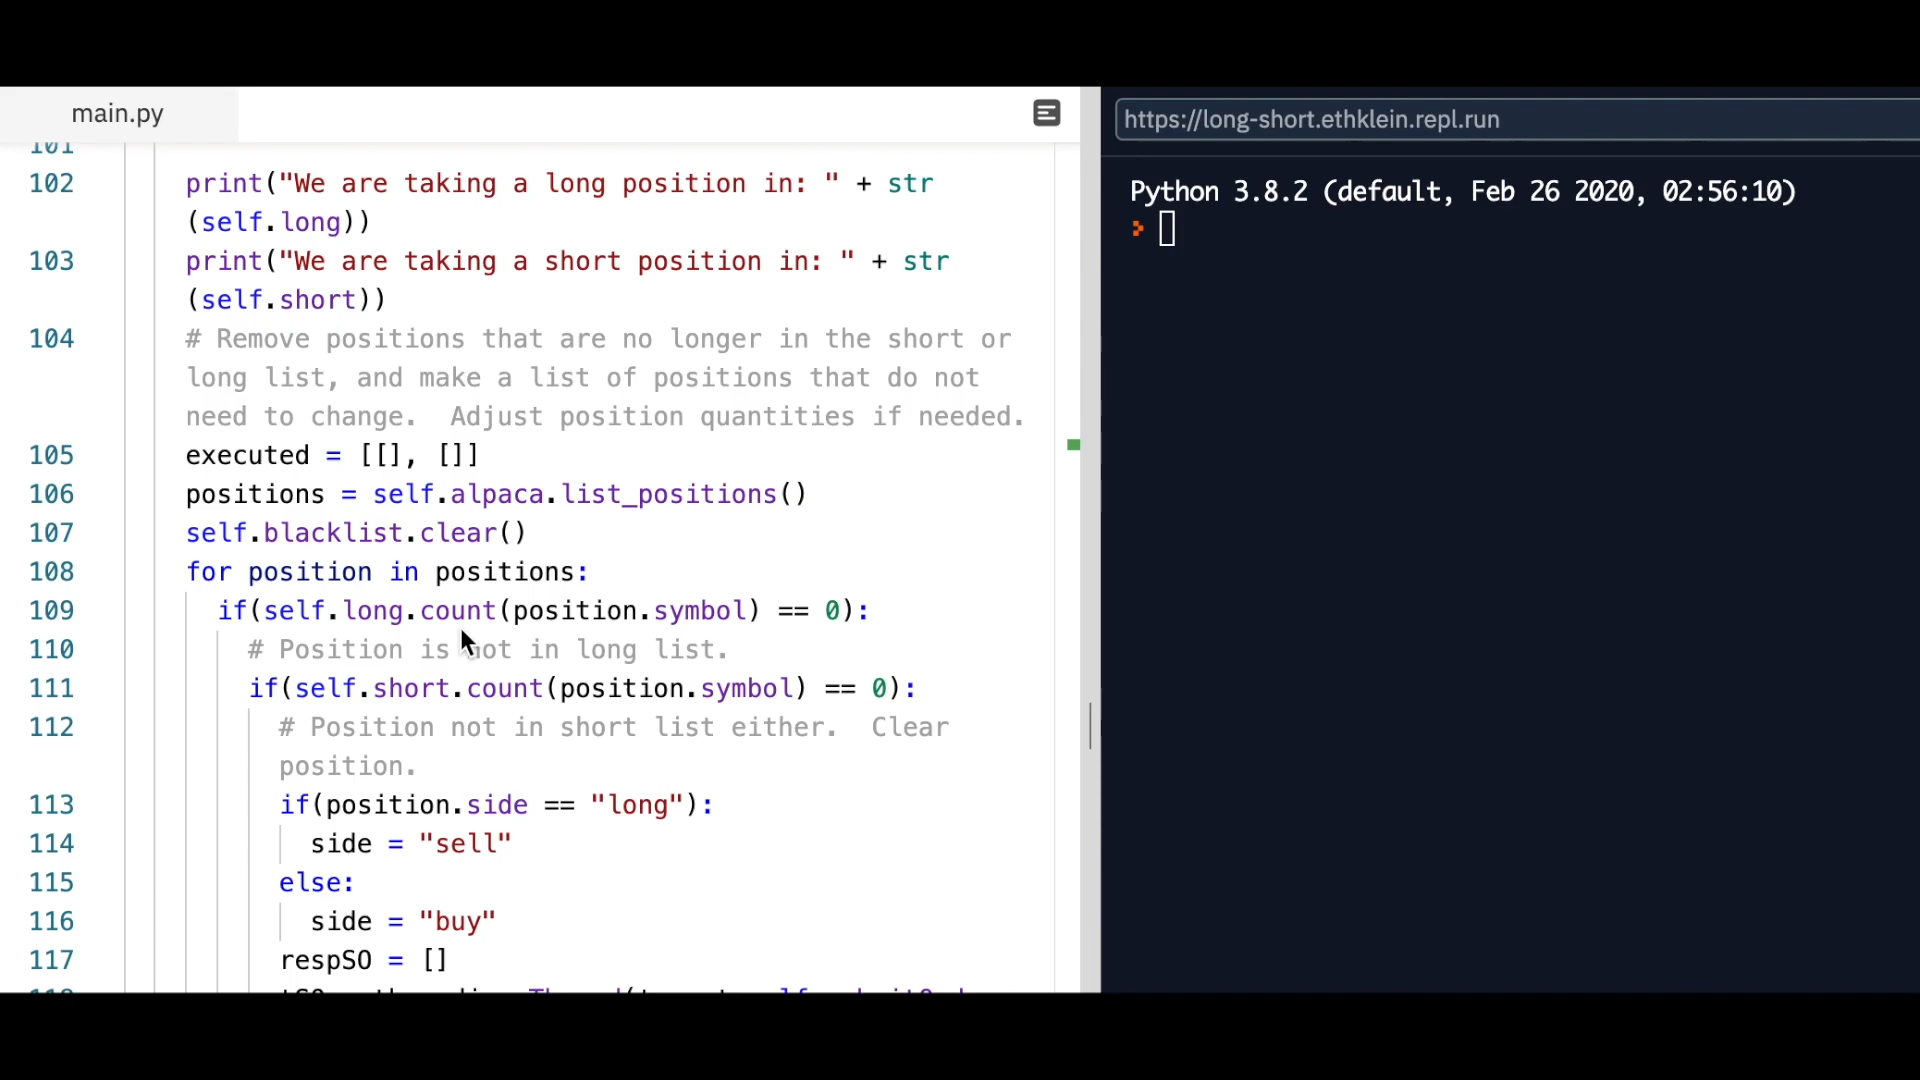 main.py
https://long-short.ethklein.repl.run
101
102 print("We are taking a long position in: " + str
(self.long))
103 print("We are taking a short position in: " + str
(self.short))
104 # Remove positions that are no longer in the short or
long list, and make a list of positions that do not
need to change.  Adjust position quantities if needed.
105 executed = [[], []]
106 positions = self.alpaca.list_positions()
107 self.blacklist.clear()
108 for position in positions:
109 if(self.long.count(position.symbol) == 0):
110 # Position is not in long list.
111 if(self.short.count(position.symbol) == 0):
112 # Position not in short list either.  Clear
position.
113 if(position.side == "long"):
114 side = "sell"
115 else:
116 side = "buy"
117 respSO = []
Python 3.8.2 (default, Feb 26 2020, 02:56:10)